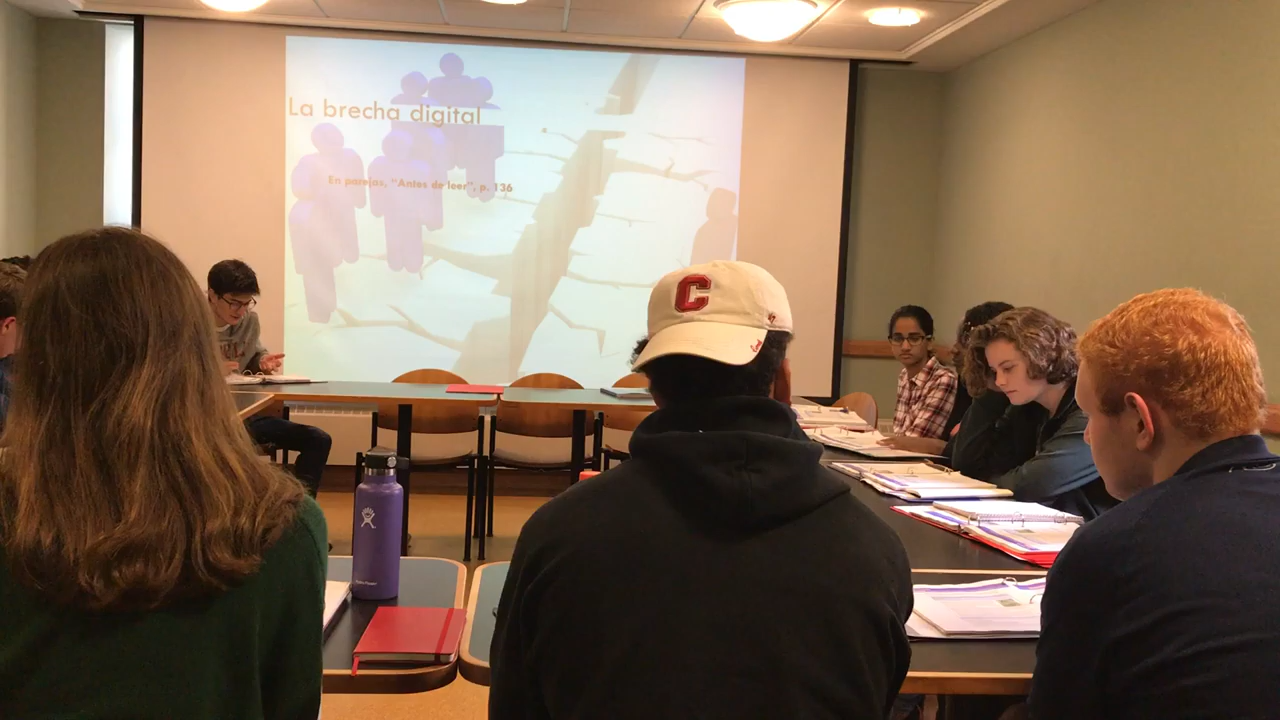 La brecha digital
En parejas, "Antes de leer", p. 136
C